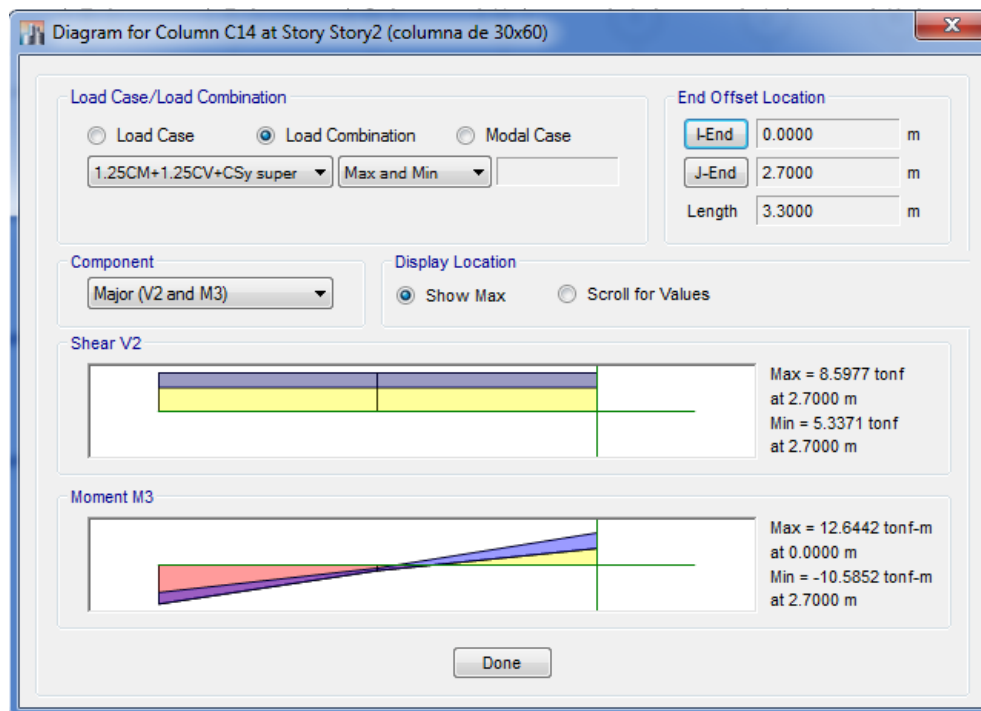 Diagram for Column C14 at Story Story2 (columna de 30x60)
Load Case/Load Combination
Load Case
Load Combination
Modal Case
1.25CM+1.25CV+CSy super
Max and Min
End Offset Location
I-End
0.0000
m
J-End
2.7000
m
Length
3.3000
m
Component
Major (V2 and M3)
Display Location
Show Max
Scroll for Values
Shear V2
Max = 8.5977 tonf
at 2.7000 m
Min = 5.3371 tonf
at 2.7000 m
Moment M3
Max = 12.6442 tonf-m
at 0.0000 m
Min = -10.5852 tonf-m
at 2.7000 m
Done